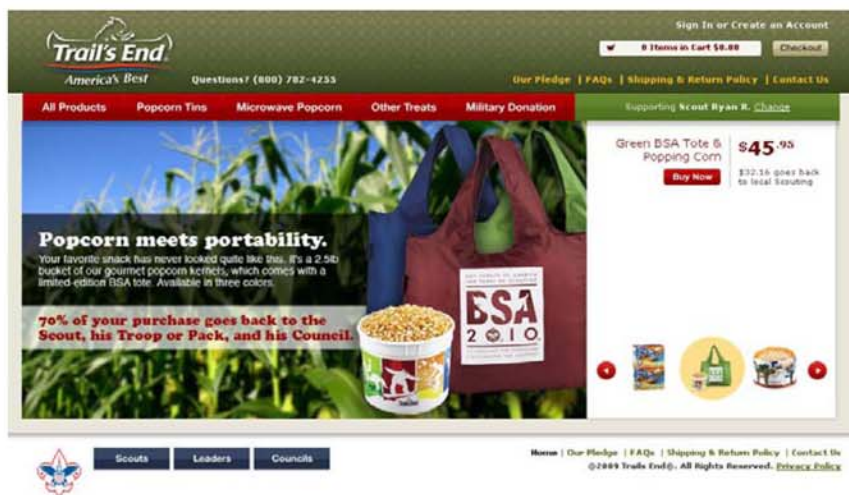 Sign In or Create an Account
Trail's End
America's Best
Questions? (800) 782-4255
0 Items in Cart $0.00
Checkout
Our Pledge | FAQs | Shipping & Return Policy | Contact Us
All Products
Popcorn Tins
Microwave Popcorn
Other Treats
Military Donation
Supporting Scout Ryan R. Change
Green BSA Tote &
Popping Corn
Buy Now
$45.95
$32.16 goes back
to local Scouting
Popcorn meets portability.
Your favorite snack has never looked quite like this. It's a 2.5lb
bucket of our gourmet popcorn kernels, which comes with a
limited-edition BSA tote. Available in three colors.
70% of your purchase goes back to the
Scout, his Troop or Pack, and his Council.
BSA
2010
Scouts
Leaders
Councils
Home | Our Pledge | FAQs | Shipping & Return Policy | Contact Us
©2009 Trails End®. All Rights Reserved. Privacy Policy